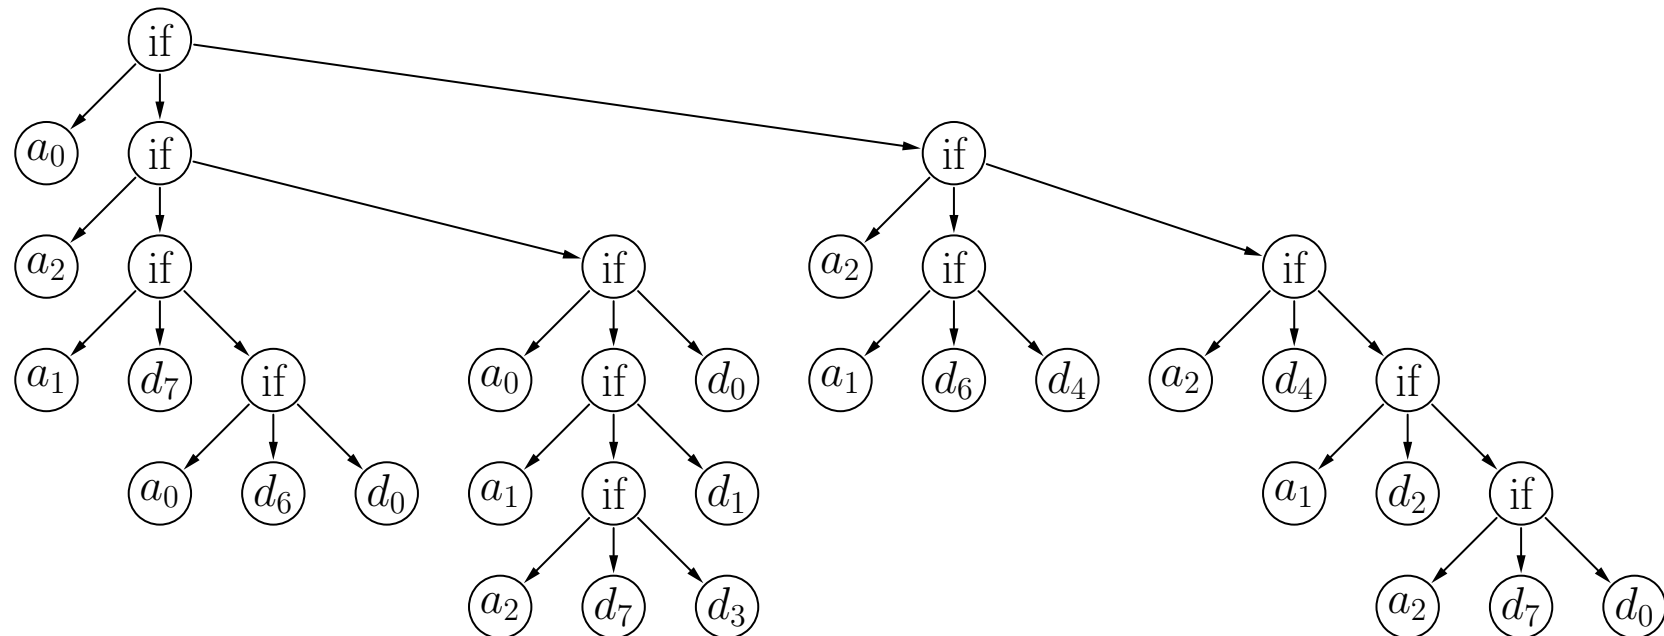 if
a₀ if if
a₂ if if a₂ if if
a₁ d₇ if a₀ if d₀ a₁ d₆ d₄ a₂ d₄ if
a₀ d₆ d₀ a₁ if d₁ a₁ d₂ if
a₂ d₇ d₃ a₂ d₇ d₀